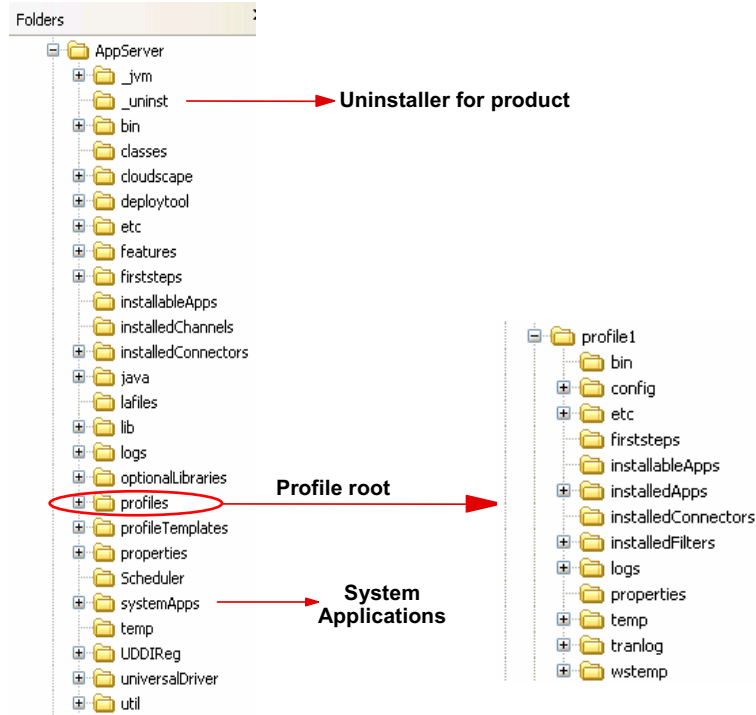 Folders
AppServer
_jvm
_uninst
Uninstaller for product
bin
classes
cloudscape
deploytool
etc
features
firststeps
installableApps
installedChannels
installedConnectors
java
lafiles
lib
logs
optionalLibraries
profiles
Profile root
profileTemplates
properties
Scheduler
systemApps
System
Applications
temp
UDDIReg
universalDriver
util
profile1
bin
config
etc
firststeps
installableApps
installedApps
installedConnectors
installedFilters
logs
properties
temp
tranlog
wstemp